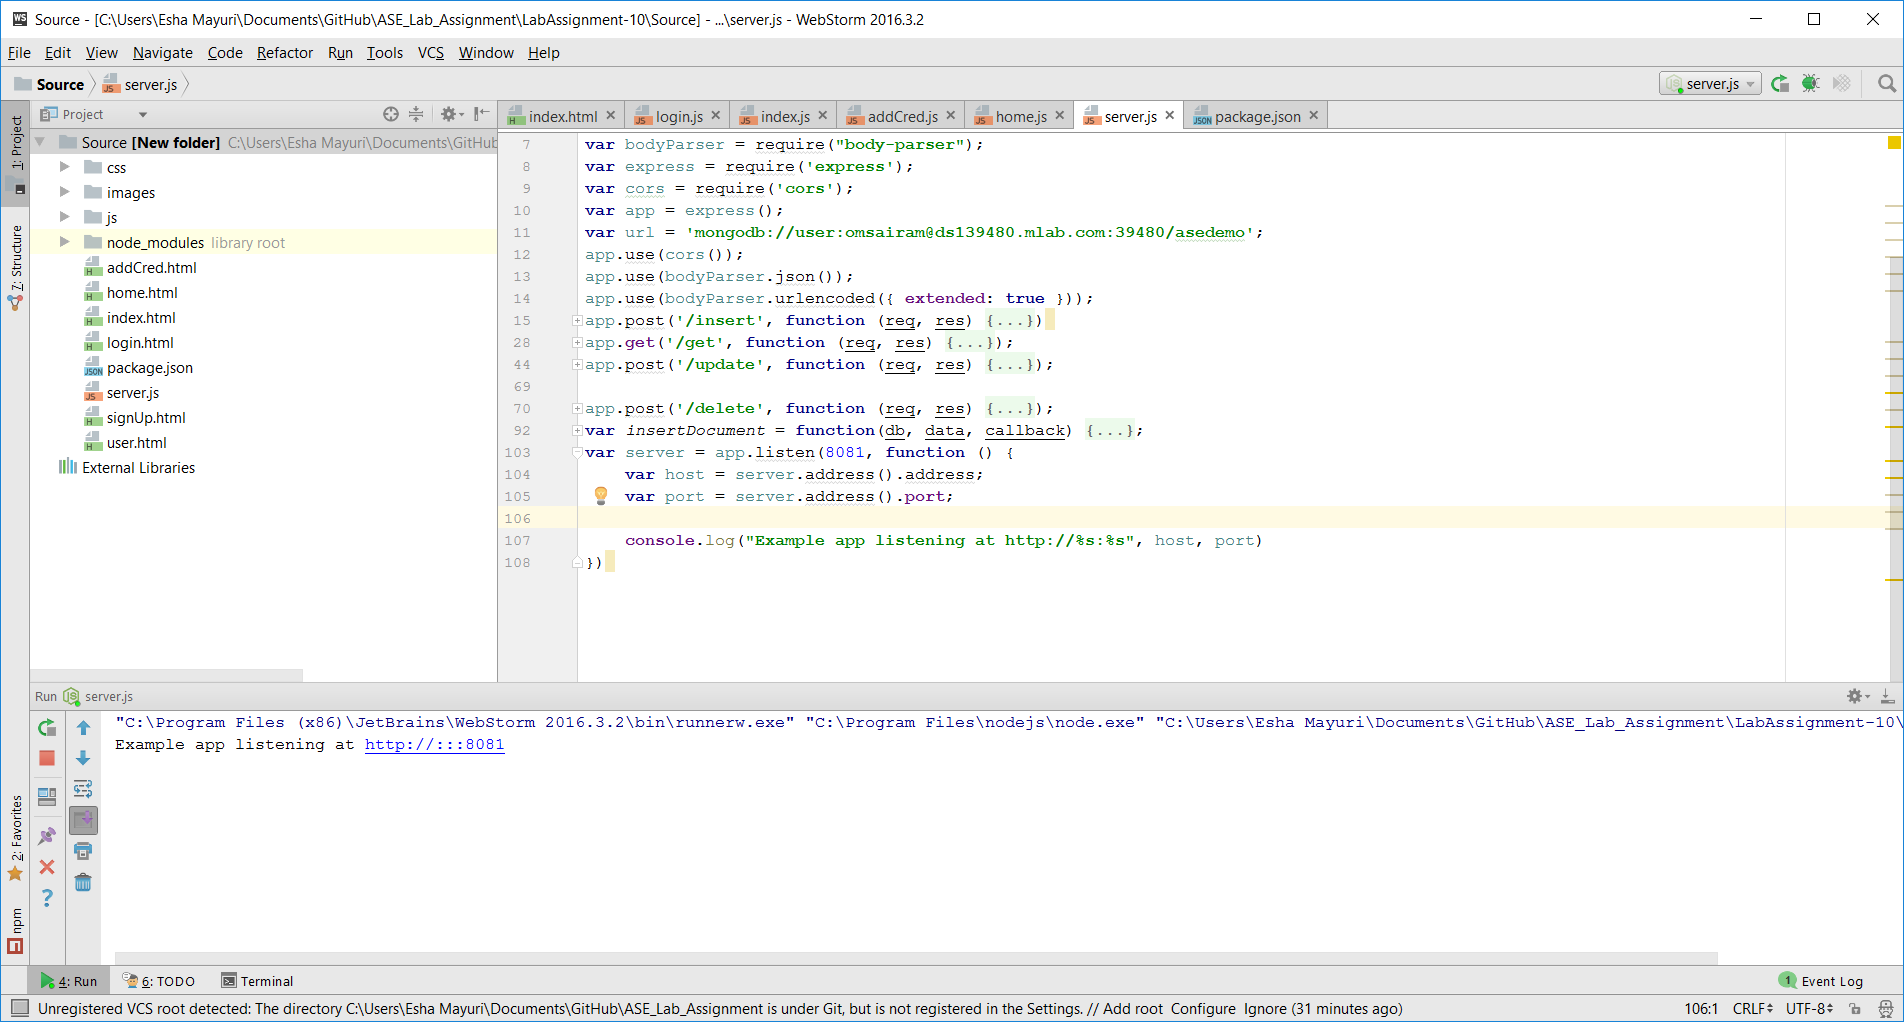 Source - [C:\Users\Esha Mayuri\Documents\GitHub\ASE_Lab_Assignment\LabAssignment-10\Source] - ...\server.js - WebStorm 2016.3.2
File Edit View Navigate Code Refactor Run Tools VCS Window Help
Source server.js
server.js
Project
index.html login.js index.js addCred.js home.js server.js package.json
1: Project
7: Structure
2: Favorites
npm
Source [New folder] C:\Users\Esha Mayuri\Documents\GitHub
css
images
js
node_modules library root
addCred.html
home.html
index.html
login.html
package.json
server.js
signUp.html
user.html
External Libraries
7 var bodyParser = require("body-parser");
8 var express = require('express');
9 var cors = require('cors');
10 var app = express();
11 var url = 'mongodb://user:omsairam@ds139480.mlab.com:39480/asedemo';
12 app.use(cors());
13 app.use(bodyParser.json());
14 app.use(bodyParser.urlencoded({ extended: true }));
15 app.post('/insert', function (req, res) {...})
28 app.get('/get', function (req, res) {...});
44 app.post('/update', function (req, res) {...});
69
70 app.post('/delete', function (req, res) {...});
92 var insertDocument = function(db, data, callback) {...};
103 var server = app.listen(8081, function () {
104 var host = server.address().address;
105 var port = server.address().port;
106
107 console.log("Example app listening at http://%s:%s", host, port)
108 })
Run server.js
"C:\Program Files (x86)\JetBrains\WebStorm 2016.3.2\bin\runnerw.exe" "C:\Program Files\nodejs\node.exe" "C:\Users\Esha Mayuri\Documents\GitHub\ASE_Lab_Assignment\LabAssignment-10\
Example app listening at http://:::8081
4: Run 6: TODO Terminal 1 Event Log
Unregistered VCS root detected: The directory C:\Users\Esha Mayuri\Documents\GitHub\ASE_Lab_Assignment is under Git, but is not registered in the Settings. // Add root Configure Ignore (31 minutes ago) 106:1 CRLF UTF-8